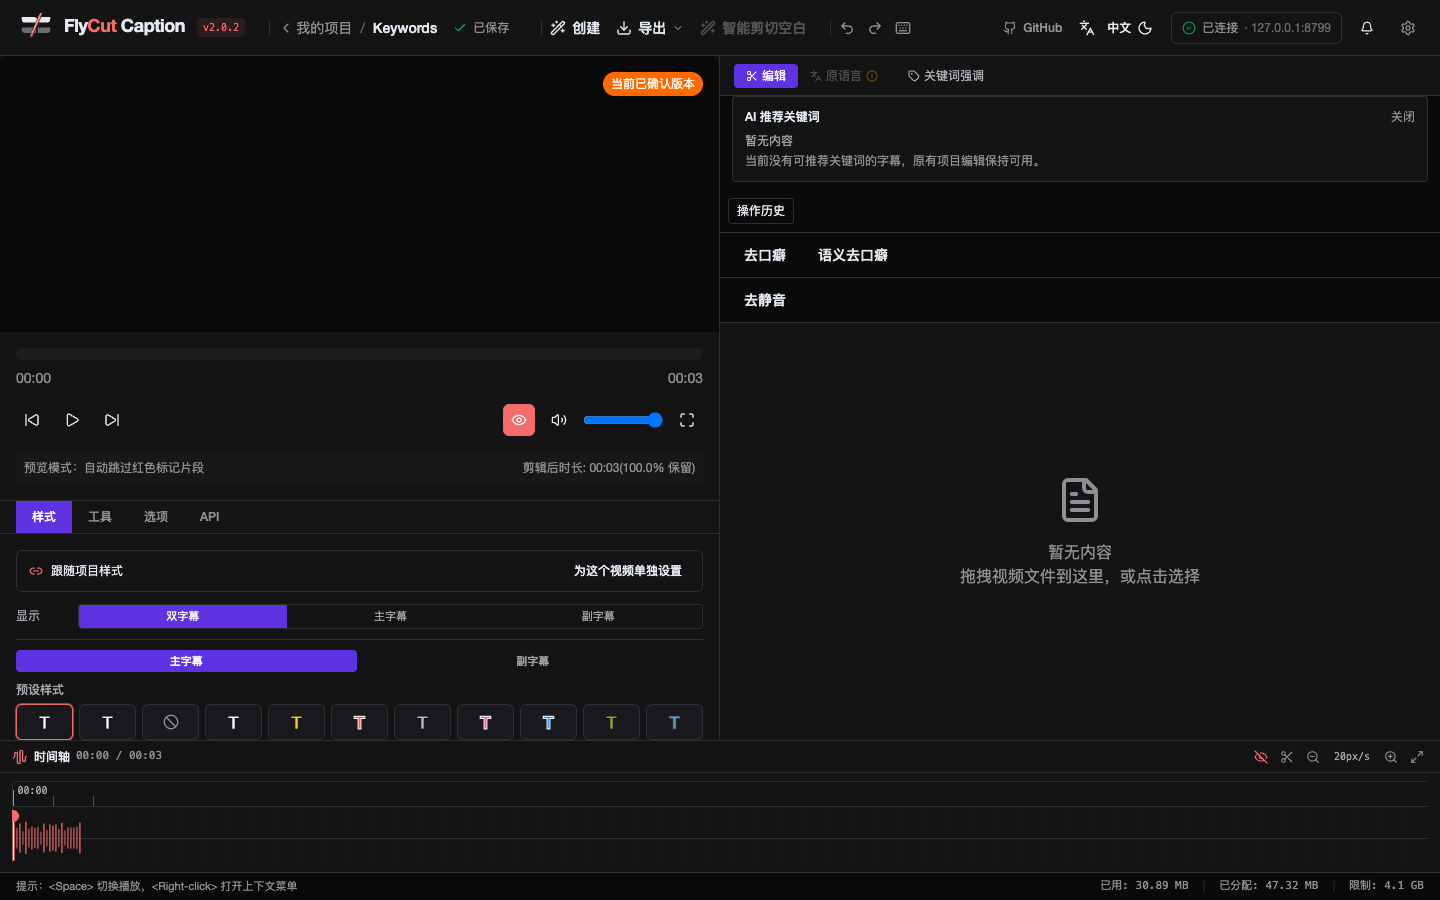 FlyCut Caption v2.0.2 我的项目 / Keywords 已保存 创建 导出 智能剪切空白 GitHub 中文 已连接 · 127.0.0.1:8799
当前已确认版本
编辑 原语言 关键词强调
AI 推荐关键词 关闭
暂无内容
当前没有可推荐关键词的字幕，原有项目编辑保持可用。
操作历史
去口癖 语义去口癖
去静音
00:00 00:03
预览模式：自动跳过红色标记片段 剪辑后时长: 00:03(100.0% 保留)
样式 工具 选项 API
跟随项目样式 为这个视频单独设置
显示 双字幕 主字幕 副字幕
主字幕 副字幕
预设样式
T T T T T T T T T T
暂无内容
拖拽视频文件到这里，或点击选择
时间轴 00:00 / 00:03 20px/s
00:00
提示：<Space> 切换播放，<Right-click> 打开上下文菜单 已用: 30.89 MB 已分配: 47.32 MB 限制: 4.1 GB